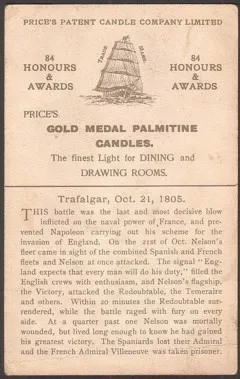 PRICE'S PATENT CANDLE COMPANY LIMITED
TRADE MARK
84
HONOURS
&
AWARDS
84
HONOURS
&
AWARDS
PRICE'S
GOLD MEDAL PALMITINE
CANDLES.
The finest Light for DINING and
DRAWING ROOMS.
Trafalgar, Oct. 21, 1805.
THIS battle was the last and most decisive blow
inflicted on the naval power of France, and pre-
vented Napoleon carrying out his scheme for the
invasion of England. On the 21st of Oct. Nelson's
fleet came in sight of the combined Spanish and French
fleets and Nelson at once attacked. The signal "Eng-
land expects that every man will do his duty," filled the
English crews with enthusiasm, and Nelson's flagship,
the Victory, attacked the Redoubtable, the Temeraire
and others. Within 20 minutes the Redoubtable sur-
rendered, while the battle raged with fury on every
side. At a quarter past one Nelson was mortally
wounded, but lived long enough to know he had gained
his greatest victory. The Spaniards lost their Admiral
and the French Admiral Villeneuve was taken prisoner.